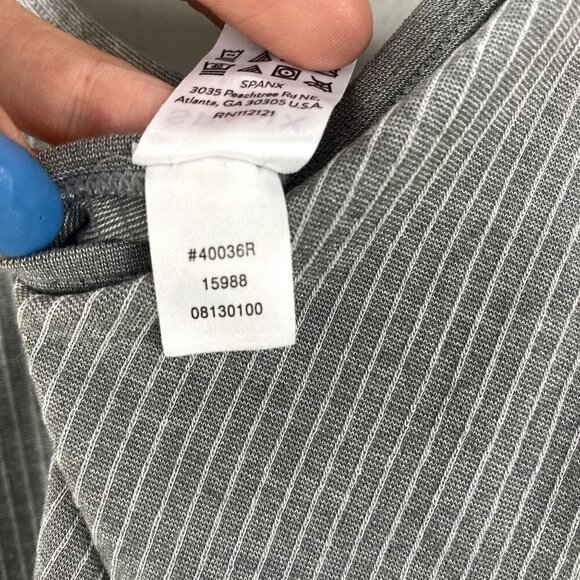 SPANX
3035 Peachtree Rd NE.
Atlanta, GA 30305 U.S.A.
RN112121
#40036R
15988
08130100